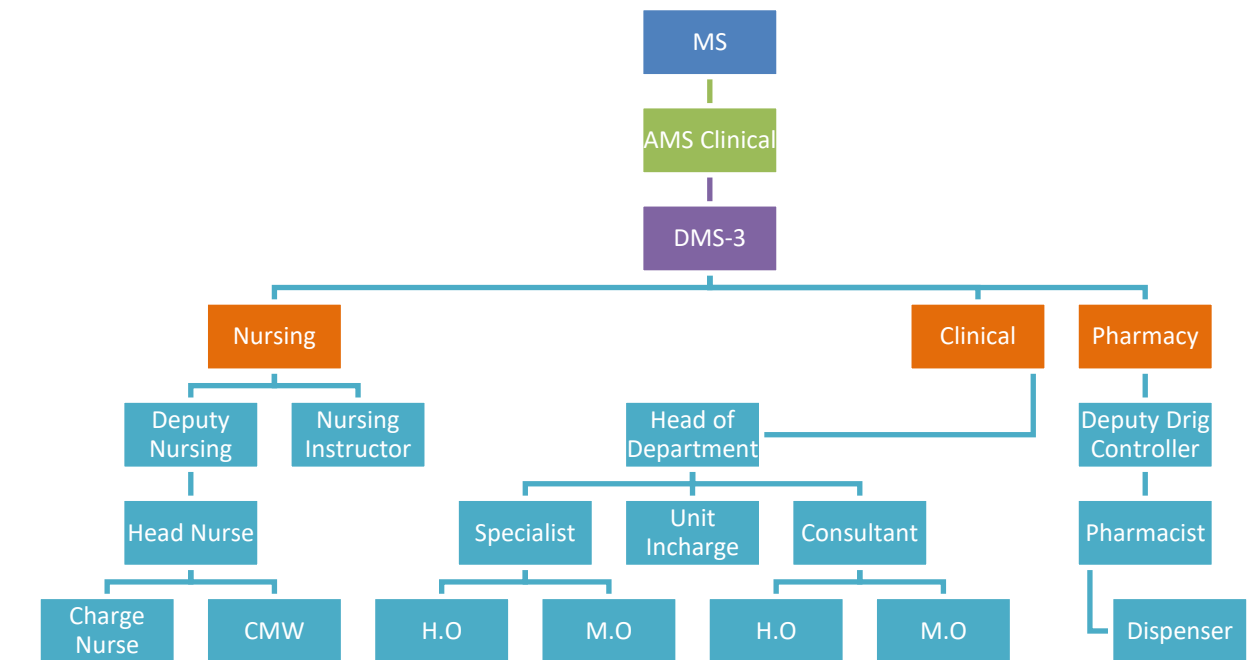 MS
AMS Clinical
DMS-3
Nursing
Clinical
Pharmacy
Deputy
Nursing
Nursing
Instructor
Head of
Department
Deputy Drig
Controller
Head Nurse
Specialist
Unit
Incharge
Consultant
Pharmacist
Charge
Nurse
CMW
H.O
M.O
H.O
M.O
Dispenser